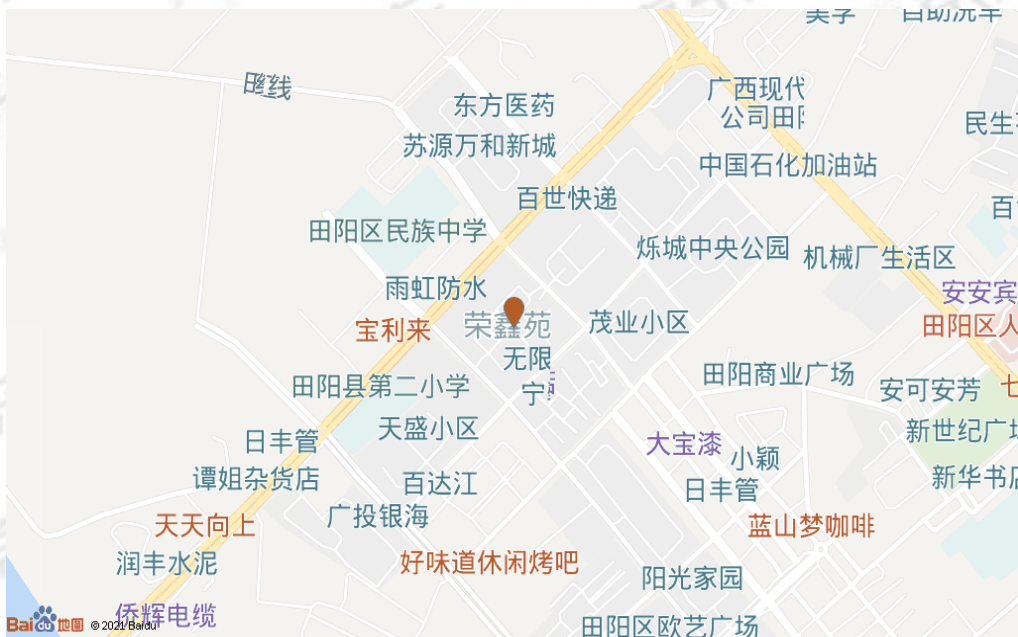 自助洗车
田线
东方医药
广西现代
公司田阳
苏源万和新城
民生
中国石化加油站
百世快递
田阳区民族中学
烁城中央公园
机械厂生活区
雨虹防水
安安宾
荣鑫苑
茂业小区
宝利来
田阳区人
无限
田阳县第二小学
宁
田阳商业广场
安可安芳
七
天盛小区
新世纪广场
日丰管
大宝漆
小颖
谭姐杂货店
百达江
日丰管
新华书店
广投银海
天天向上
蓝山梦咖啡
润丰水泥
好味道休闲烤吧
阳光家园
侨辉电缆
田阳区欧艺广场
Bai du 地图 © 2021 Baidu